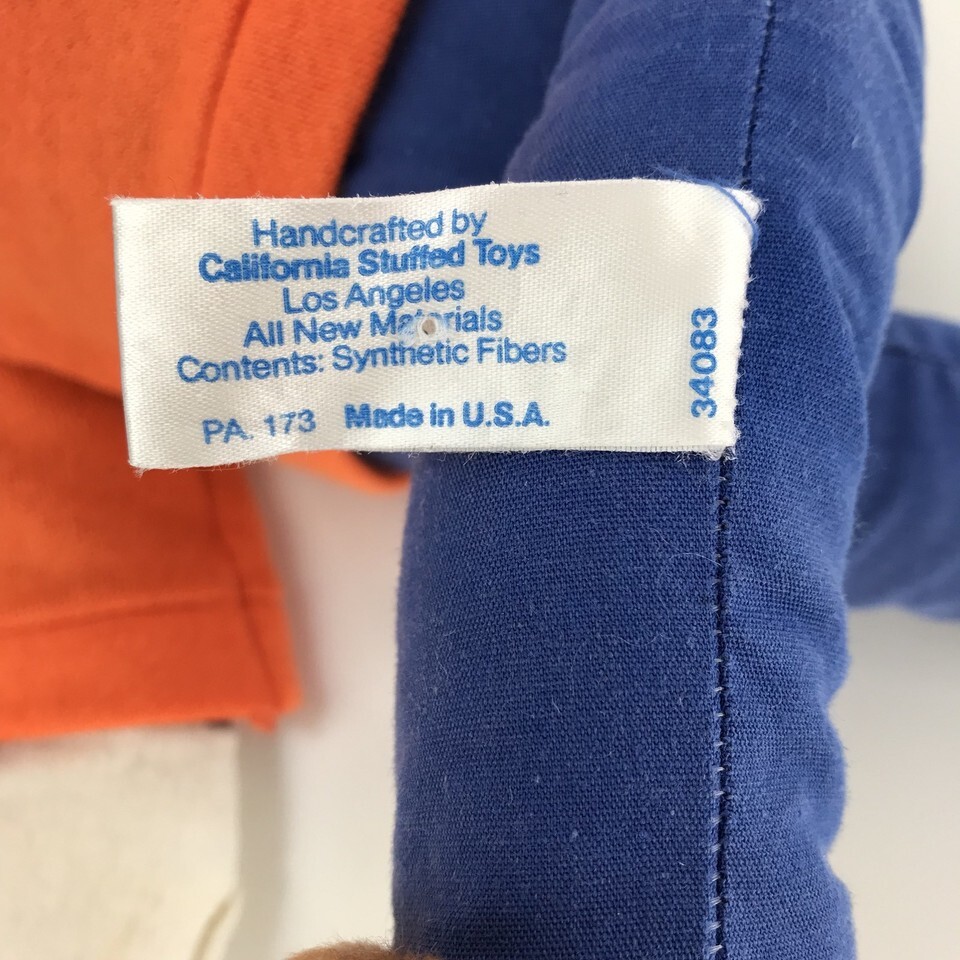 Handcrafted by
California Stuffed Toys
Los Angeles
All New Materials
Contents: Synthetic Fibers
PA. 173 Made in U.S.A.
34083